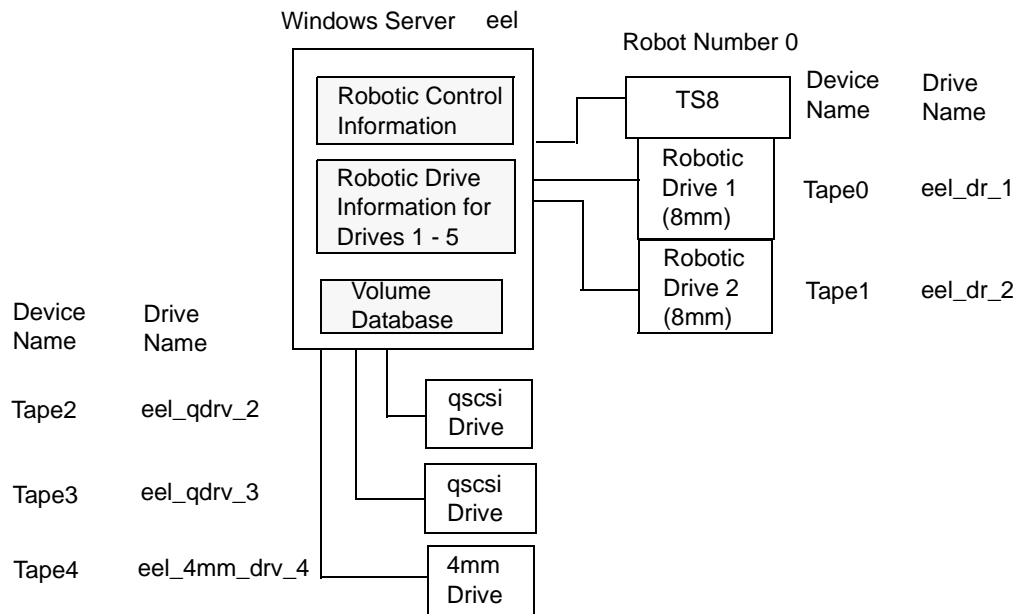 Windows Server eel
Robot Number 0
Robotic Control
Information
Robotic Drive
Information for
Drives 1 - 5
Volume
Database
TS8
Device
Name
Drive
Name
Robotic
Drive 1
(8mm)
Tape0
eel_dr_1
Robotic
Drive 2
(8mm)
Tape1
eel_dr_2
Device
Name
Drive
Name
Tape2
eel_qdrv_2
qscsi
Drive
Tape3
eel_qdrv_3
qscsi
Drive
Tape4
eel_4mm_drv_4
4mm
Drive